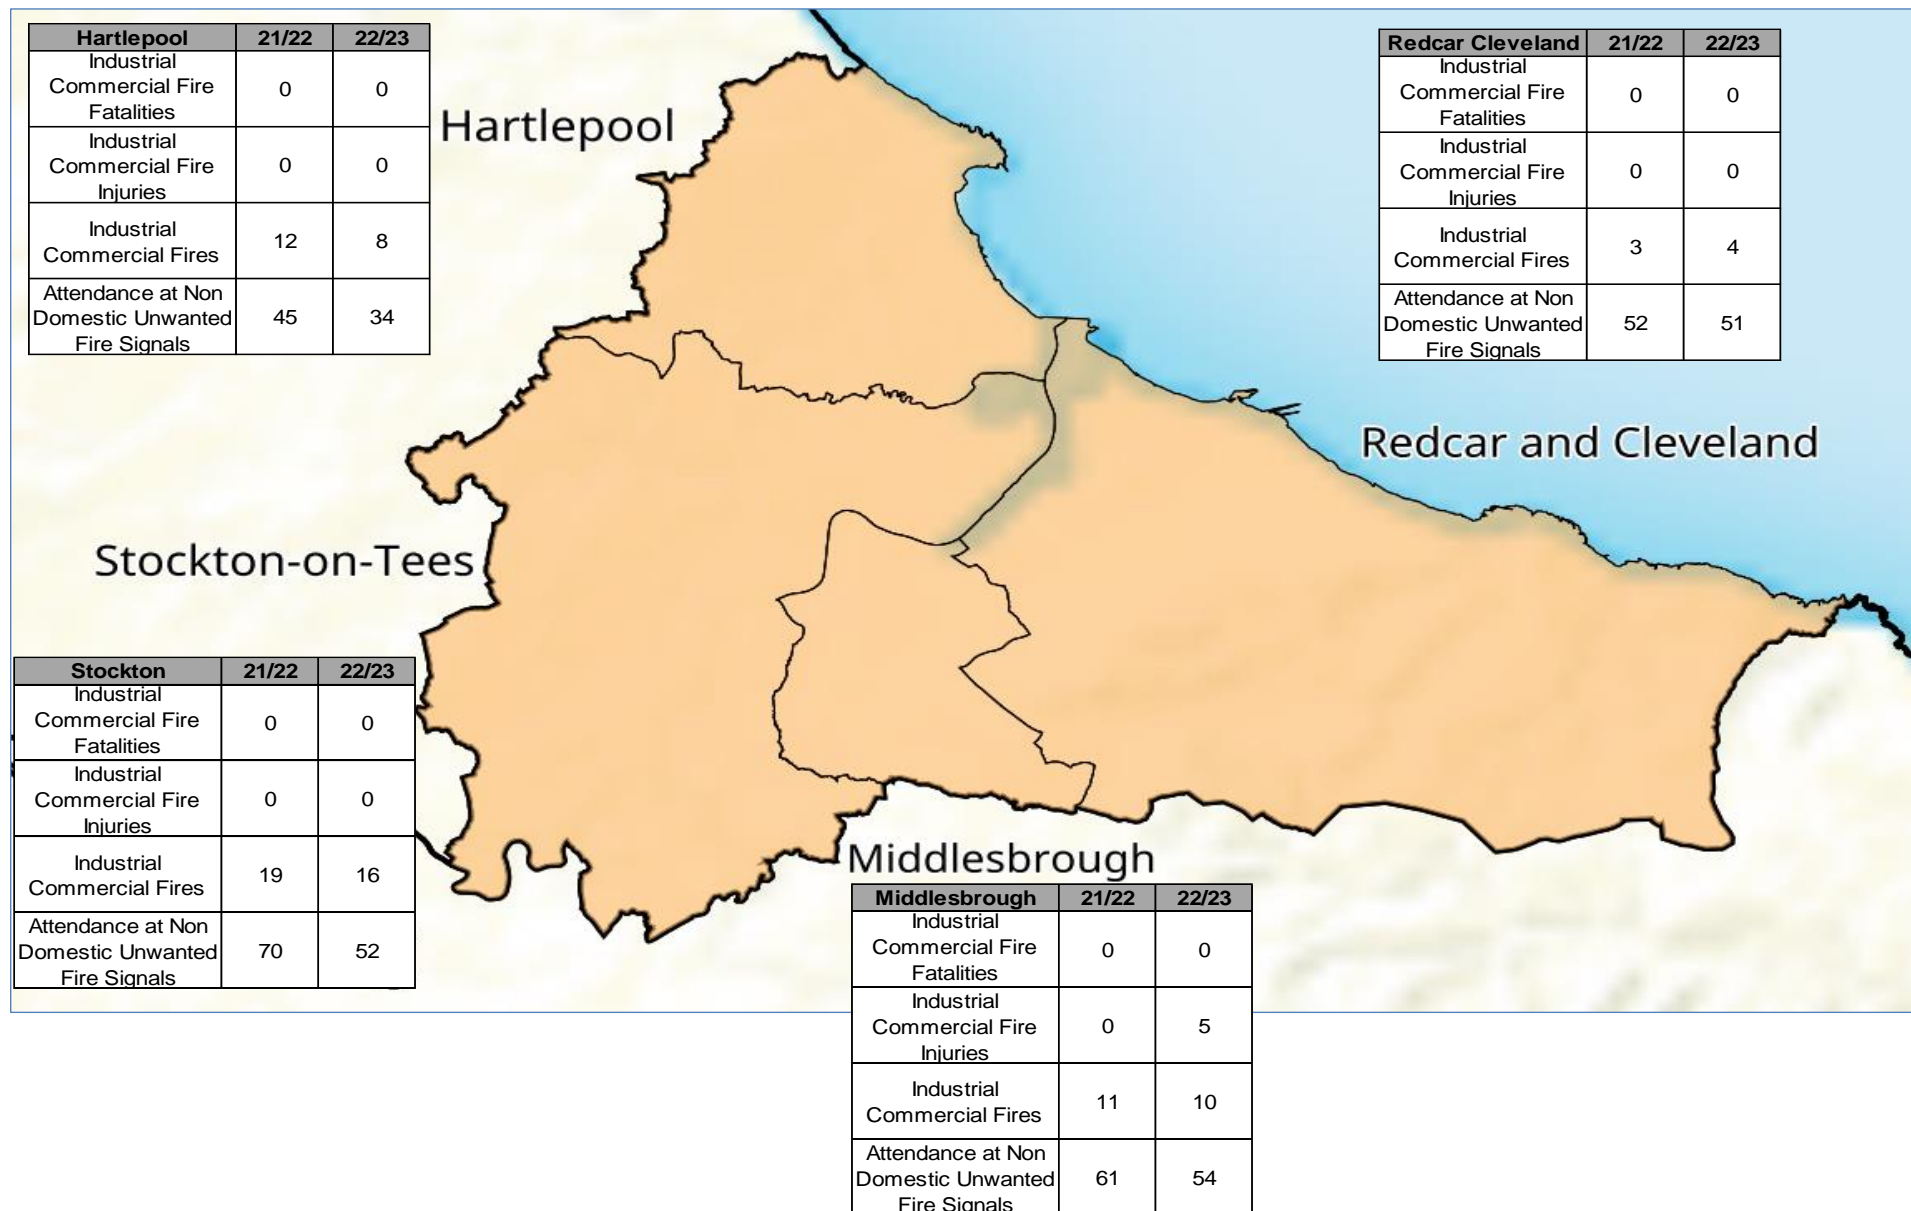 Hartlepool 21/22 22/23
Industrial
Commercial Fire
Fatalities
0 0
Industrial
Commercial Fire
Injuries
0 0
Industrial
Commercial Fires
12 8
Attendance at Non
Domestic Unwanted
Fire Signals
45 34
Hartlepool
Redcar Cleveland 21/22 22/23
Industrial
Commercial Fire
Fatalities
0 0
Industrial
Commercial Fire
Injuries
0 0
Industrial
Commercial Fires
3 4
Attendance at Non
Domestic Unwanted
Fire Signals
52 51
Redcar and Cleveland
Stockton-on-Tees
Stockton 21/22 22/23
Industrial
Commercial Fire
Fatalities
0 0
Industrial
Commercial Fire
Injuries
0 0
Industrial
Commercial Fires
19 16
Attendance at Non
Domestic Unwanted
Fire Signals
70 52
Middlesbrough
Middlesbrough 21/22 22/23
Industrial
Commercial Fire
Fatalities
0 0
Industrial
Commercial Fire
Injuries
0 5
Industrial
Commercial Fires
11 10
Attendance at Non
Domestic Unwanted
Fire Signals
61 54